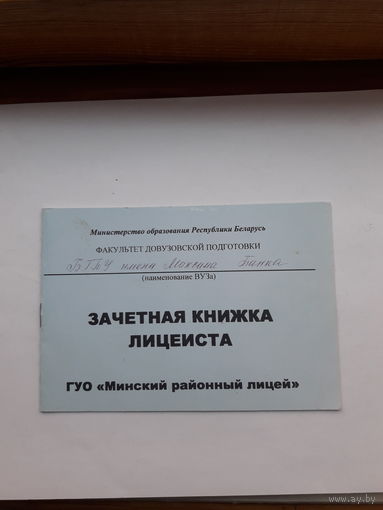 Министерство образования Республики Беларусь
ФАКУЛЬТЕТ ДОВУЗОВСКОЙ ПОДГОТОВКИ
БГПУ имени Максима Танка
(наименование ВУЗа)
ЗАЧЕТНАЯ КНИЖКА
ЛИЦЕИСТА
ГУО «Минский районный лицей»
www.ay.by